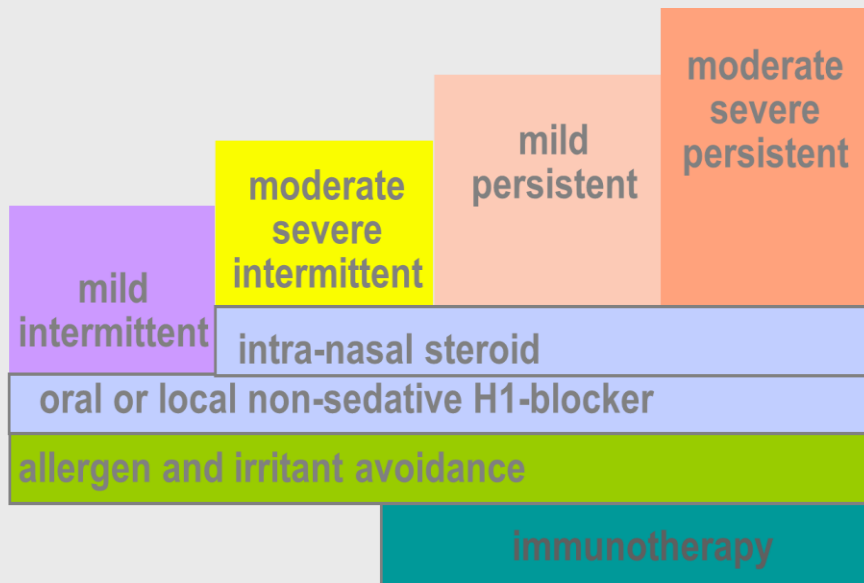 mild
intermittent
moderate
severe
intermittent
mild
persistent
moderate
severe
persistent
intra-nasal steroid
oral or local non-sedative H1-blocker
allergen and irritant avoidance
immunotherapy